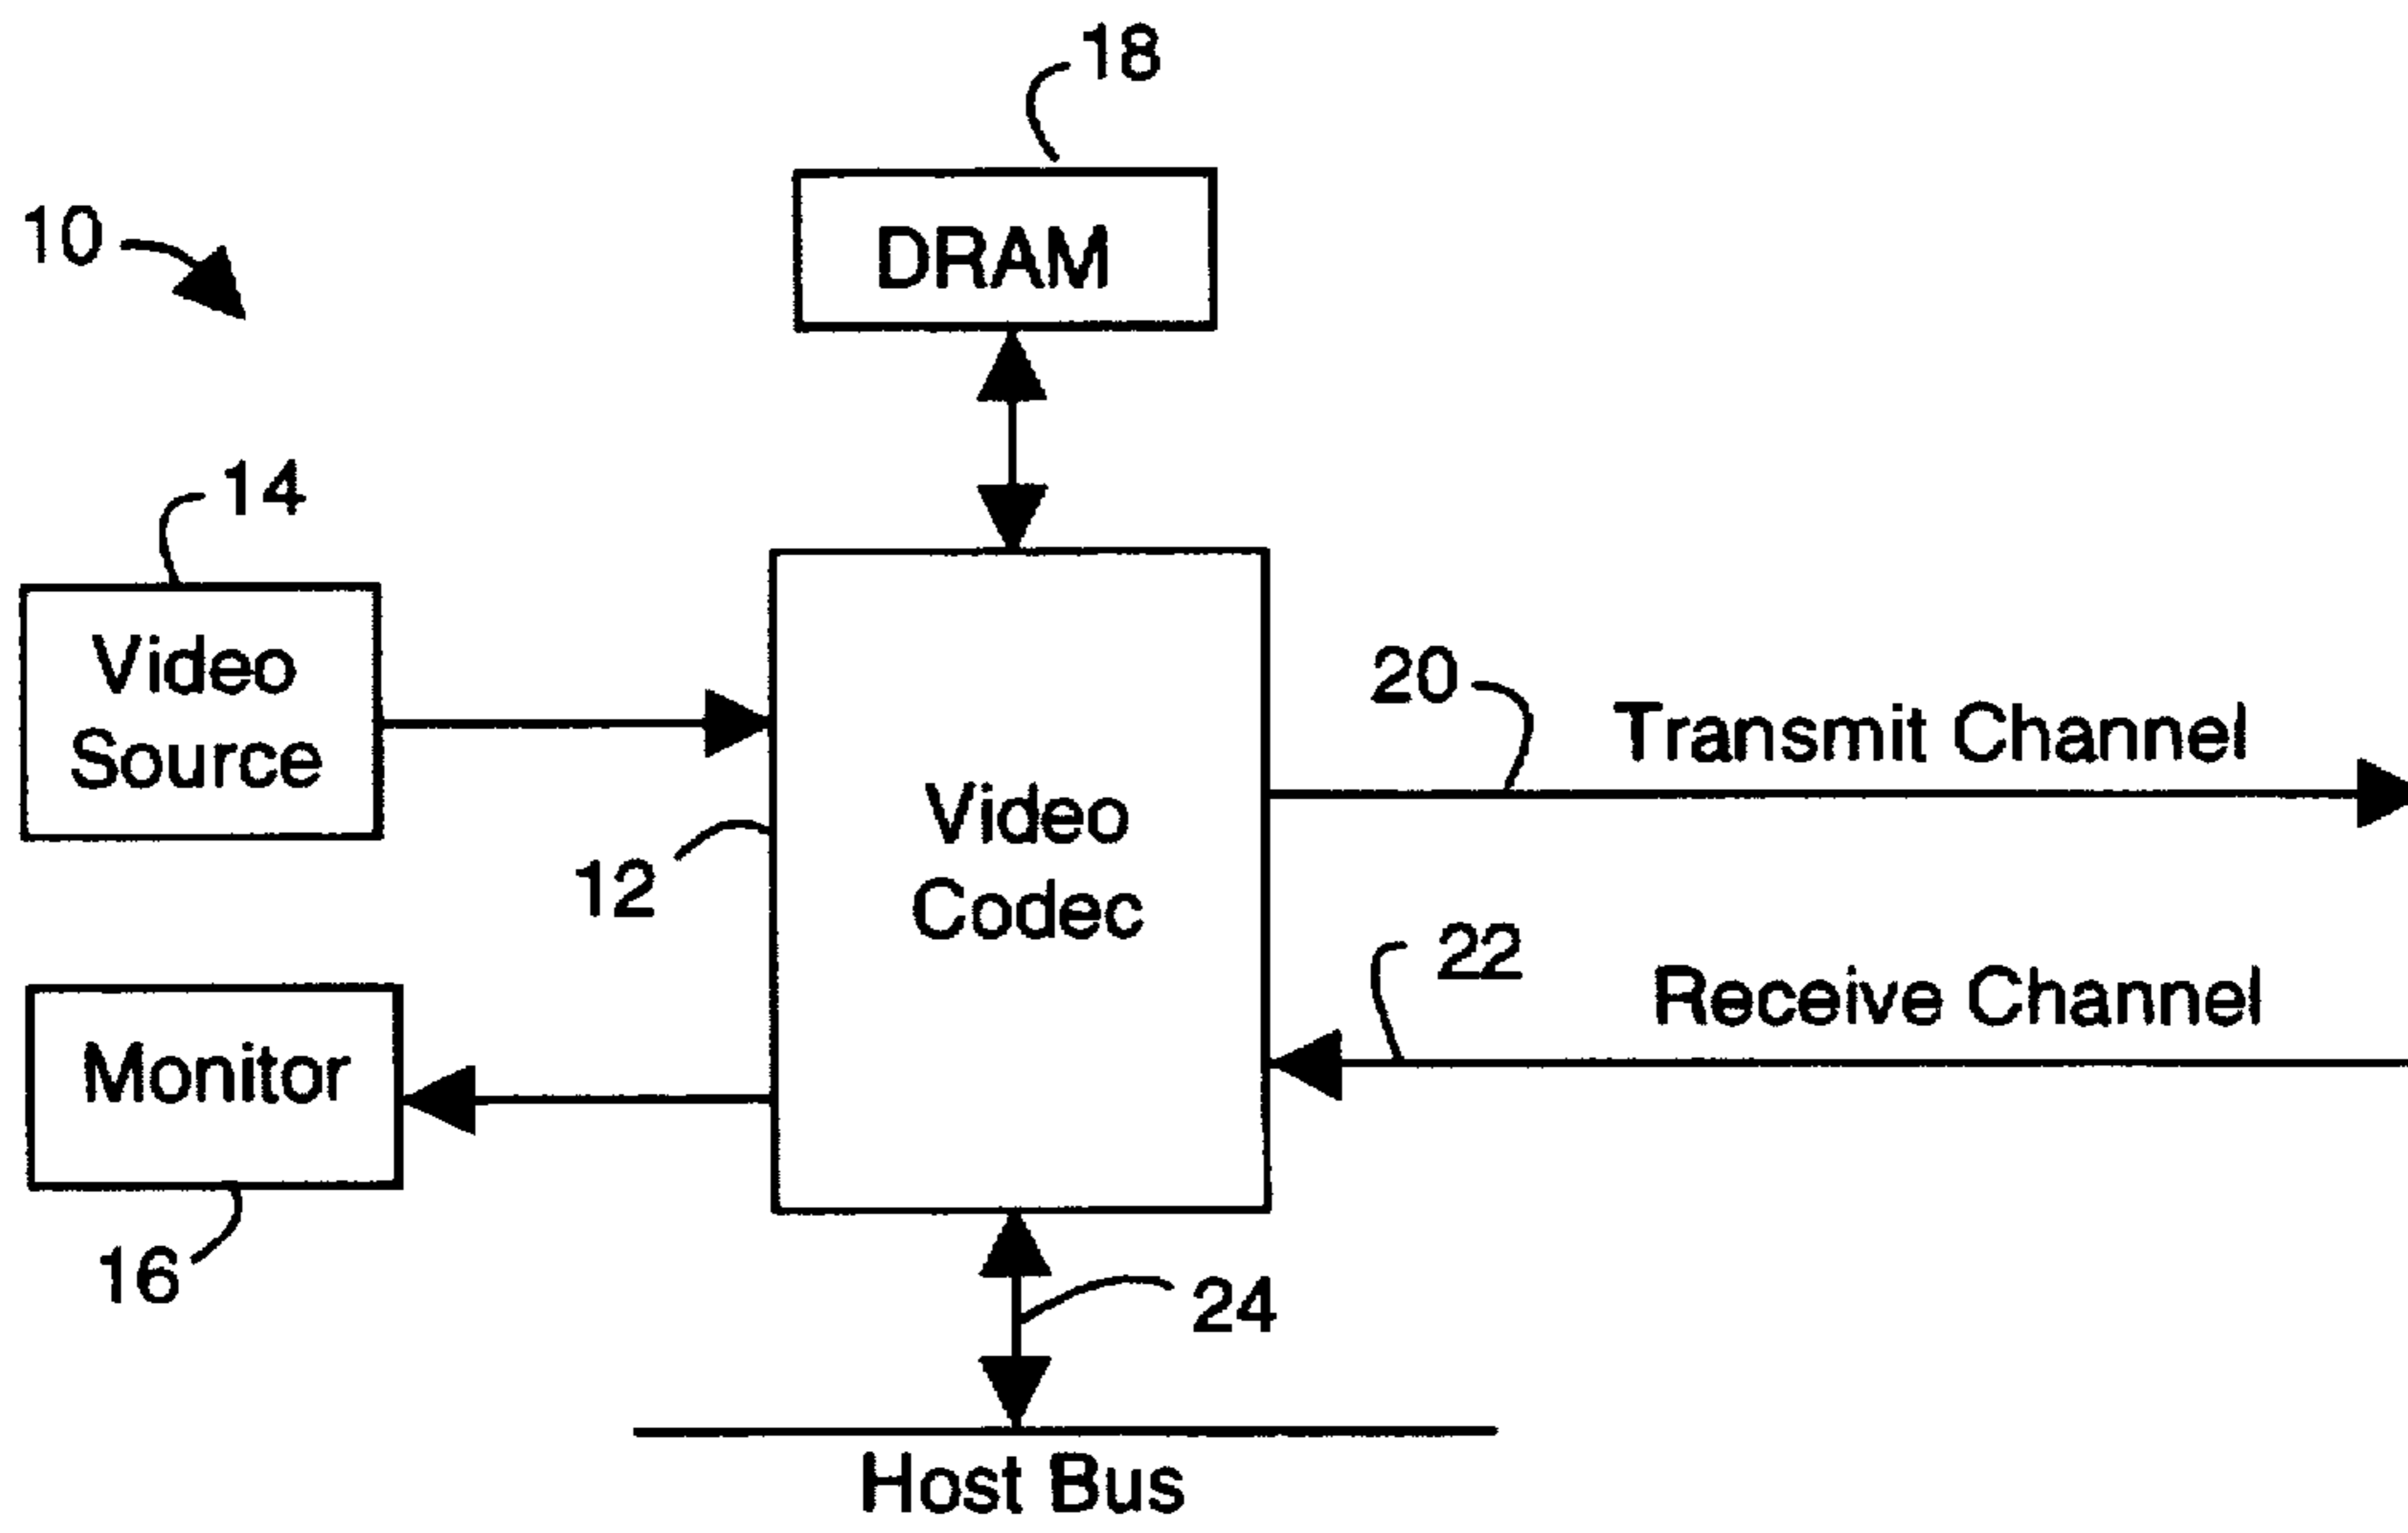 18
10
DRAM
14
Video
Source
20
Transmit Channel
12
Video
Codec
22
Receive Channel
Monitor
16
24
Host Bus